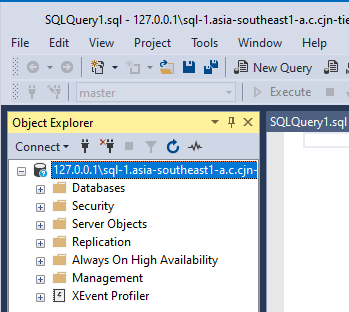 SQLQuery1.sql - 127.0.0.1\sql-1.asia-southeast1-a.c.cjn-tie
Edit View Project Tools Window Help
New Query
master
Execute
Object Explorer
SQLQuery1.sql
Connect
127.0.0.1\sql-1.asia-southeast1-a.c.cjn-
Databases
Security
Server Objects
Replication
Always On High Availability
Management
XEvent Profiler